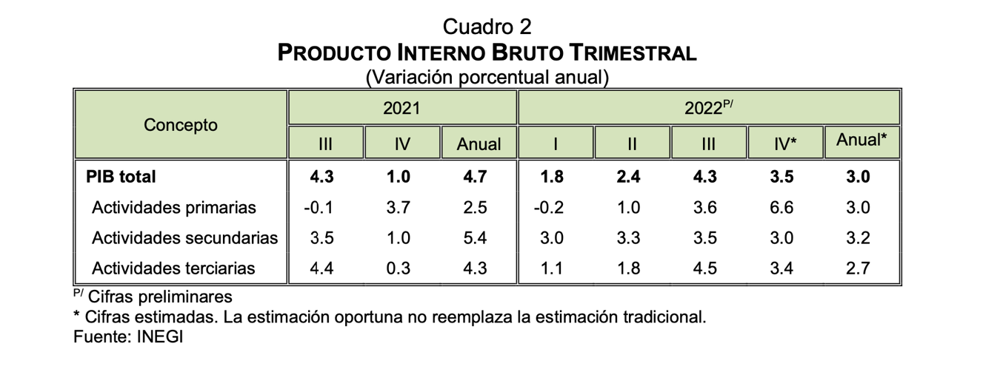 Cuadro 2
PRODUCTO INTERNO BRUTO TRIMESTRAL
(Variación porcentual anual)
Concepto 2021 2022P/
III IV Anual I II III IV* Anual*
PIB total 4.3 1.0 4.7 1.8 2.4 4.3 3.5 3.0
Actividades primarias -0.1 3.7 2.5 -0.2 1.0 3.6 6.6 3.0
Actividades secundarias 3.5 1.0 5.4 3.0 3.3 3.5 3.0 3.2
Actividades terciarias 4.4 0.3 4.3 1.1 1.8 4.5 3.4 2.7
P/ Cifras preliminares
* Cifras estimadas. La estimación oportuna no reemplaza la estimación tradicional.
Fuente: INEGI